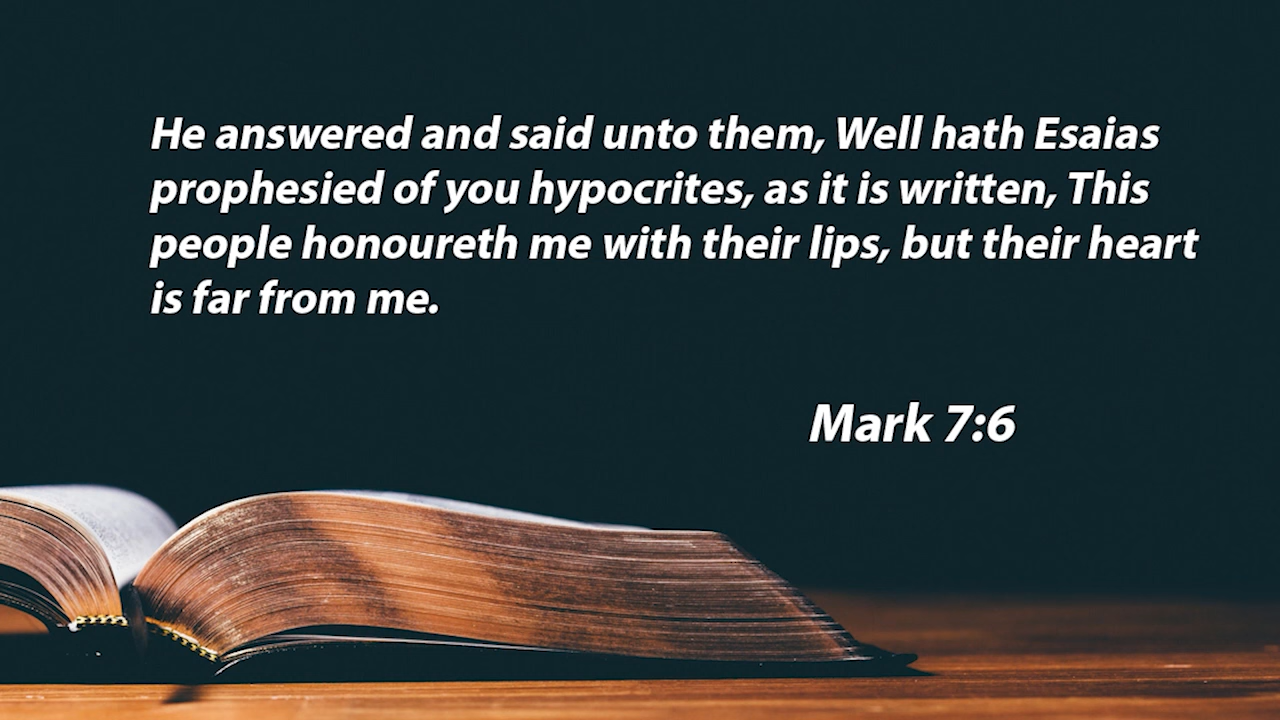 He answered and said unto them, Well hath Esaias
prophesied of you hypocrites, as it is written, This
people honoureth me with their lips, but their heart
is far from me.
Mark 7:6